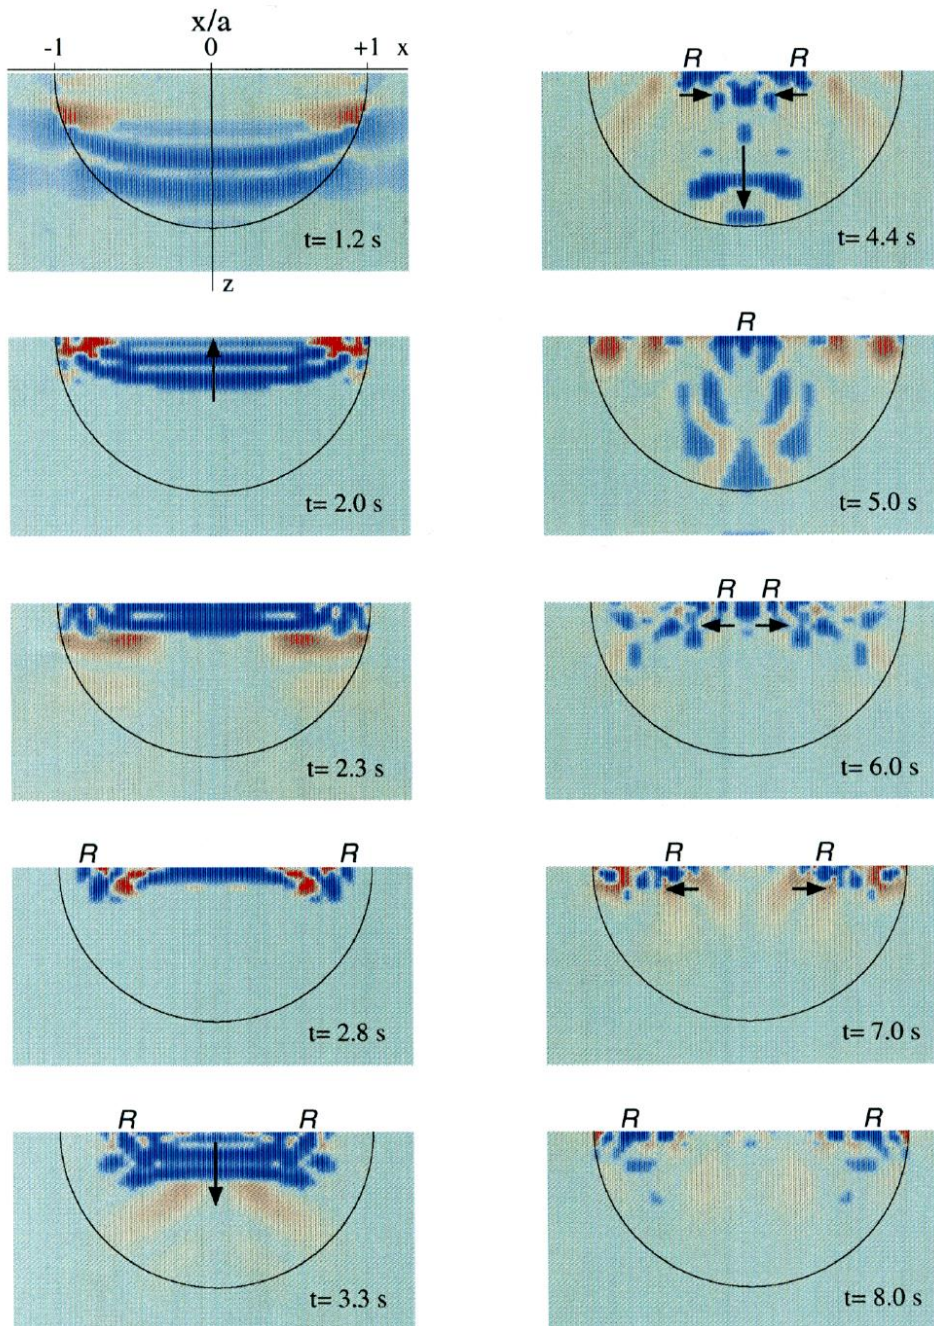 x/a
-1 0 +1 x
z
t= 1.2 s
t= 2.0 s
t= 2.3 s
R R
t= 2.8 s
R R
t= 3.3 s
R R
t= 4.4 s
R
t= 5.0 s
R R
t= 6.0 s
R R
t= 7.0 s
R R
t= 8.0 s